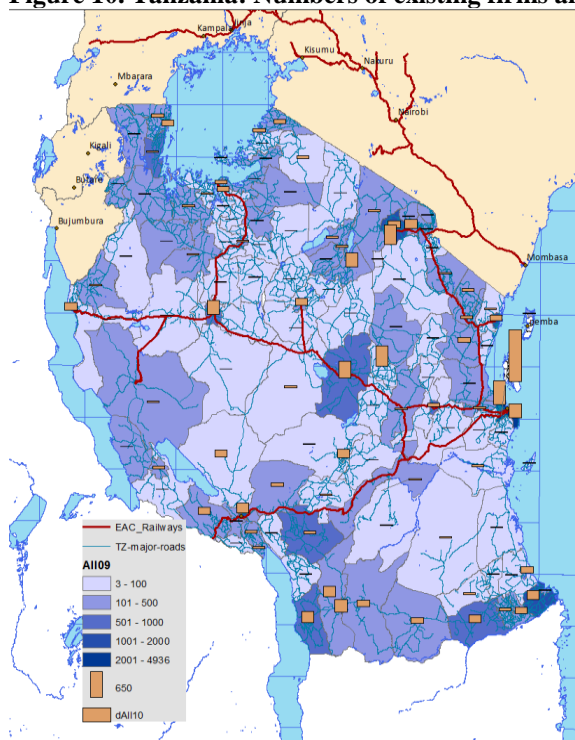 Figure 10: Tanzania: Numbers of existing firms an
Kampala
Jinja
Kisumu
Nakuru
Mbarara
Nairobi
Kigali
Butare
Bujumbura
Mombasa
EAC_Railways
TZ-major-roads
All09
3 - 100
101 - 500
501 - 1000
1001 - 2000
2001 - 4936
650
dAll10